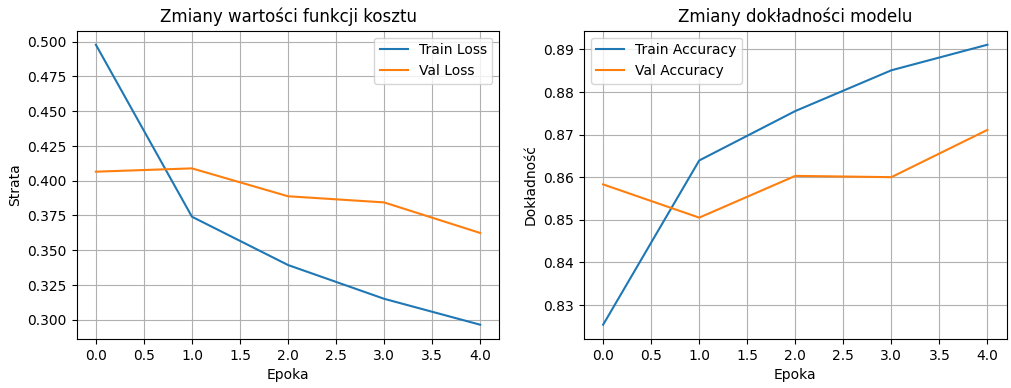 Zmiany wartości funkcji kosztu
0.500
0.475
0.450
0.425
0.400
0.375
0.350
0.325
0.300
Strata
Train Loss
Val Loss
0.0 0.5 1.0 1.5 2.0 2.5 3.0 3.5 4.0
Epoka
Zmiany dokładności modelu
0.89
0.88
0.87
0.86
0.85
0.84
0.83
Dokładność
Train Accuracy
Val Accuracy
0.0 0.5 1.0 1.5 2.0 2.5 3.0 3.5 4.0
Epoka